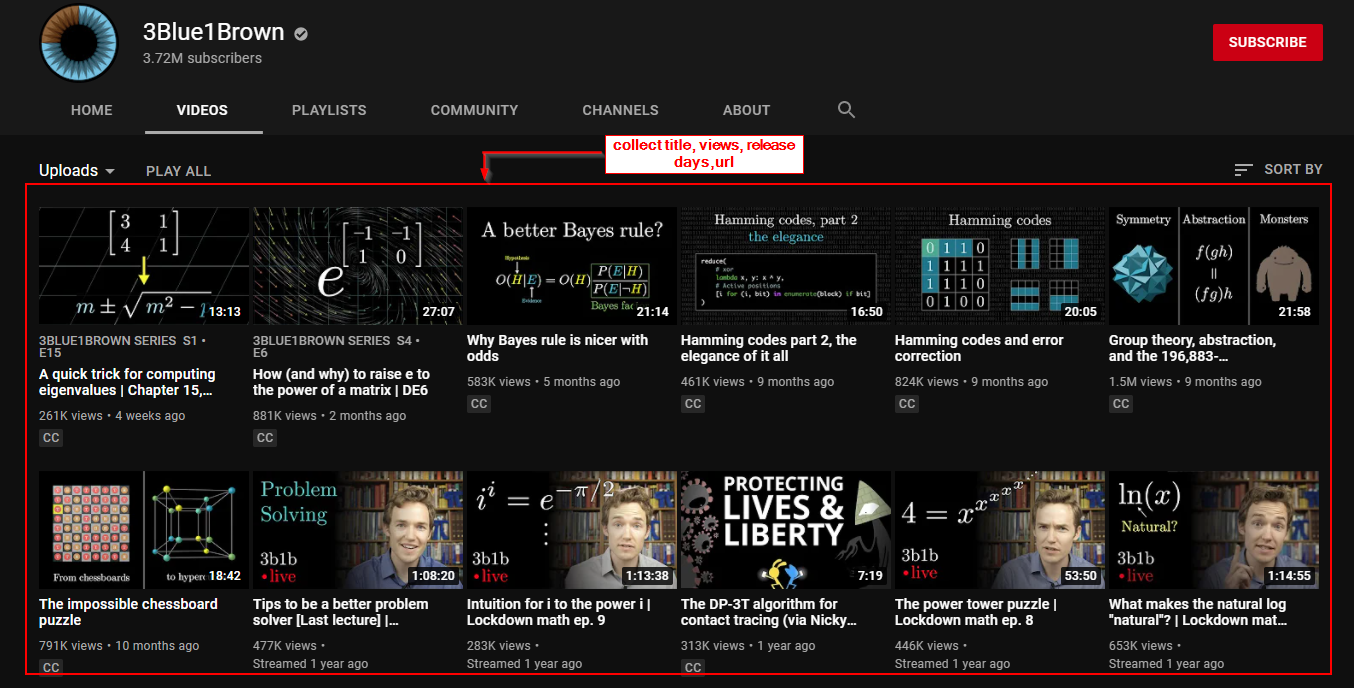 3Blue1Brown
3.72M subscribers
SUBSCRIBE
HOME VIDEOS PLAYLISTS COMMUNITY CHANNELS ABOUT
collect title, views, release
days,url
Uploads PLAY ALL SORT BY
[3 1
4 1]
m ± √m² −
13:13
e
[−1 −1
1 0]
27:07
A better Bayes rule?
Hypothesis
O(H|E) = O(H) P(E|H)
P(E|¬H)
Evidence
Bayes fac
21:14
Hamming codes, part 2
the elegance
reduce(
# xor
lambda x, y: x ^ y,
# Active positions
[i for (i, bit) in enumerate(block) if bit]
)
16:50
Hamming codes
0 1 1 0
1 1 1 1
1 1 1 0
0 1 0 0
20:05
Symmetry Abstraction Monsters
f(gh)
=
(fg)h
21:58
3BLUE1BROWN SERIES S1 •
E15
A quick trick for computing
eigenvalues | Chapter 15,...
261K views • 4 weeks ago
CC
3BLUE1BROWN SERIES S4 •
E6
How (and why) to raise e to
the power of a matrix | DE6
881K views • 2 months ago
CC
Why Bayes rule is nicer with
odds
583K views • 5 months ago
CC
Hamming codes part 2, the
elegance of it all
461K views • 9 months ago
CC
Hamming codes and error
correction
824K views • 9 months ago
CC
Group theory, abstraction,
and the 196,883-...
1.5M views • 9 months ago
CC
From chessboards
to hyperc
18:42
Problem
Solving
3b1b
•live
1:08:20
iⁱ = e^−π/2
⋮
3b1b
•live
1:13:38
PROTECTING
LIVES &
LIBERTY
7:19
4 = x^x^x^x^x
3b1b
•live
53:50
ln(x)
Natural?
3b1b
•live
1:14:55
The impossible chessboard
puzzle
791K views • 10 months ago
CC
Tips to be a better problem
solver [Last lecture] |...
477K views •
Streamed 1 year ago
Intuition for i to the power i |
Lockdown math ep. 9
283K views •
Streamed 1 year ago
The DP-3T algorithm for
contact tracing (via Nicky...
313K views • 1 year ago
CC
The power tower puzzle |
Lockdown math ep. 8
446K views •
Streamed 1 year ago
What makes the natural log
"natural"? | Lockdown mat...
653K views •
Streamed 1 year ago